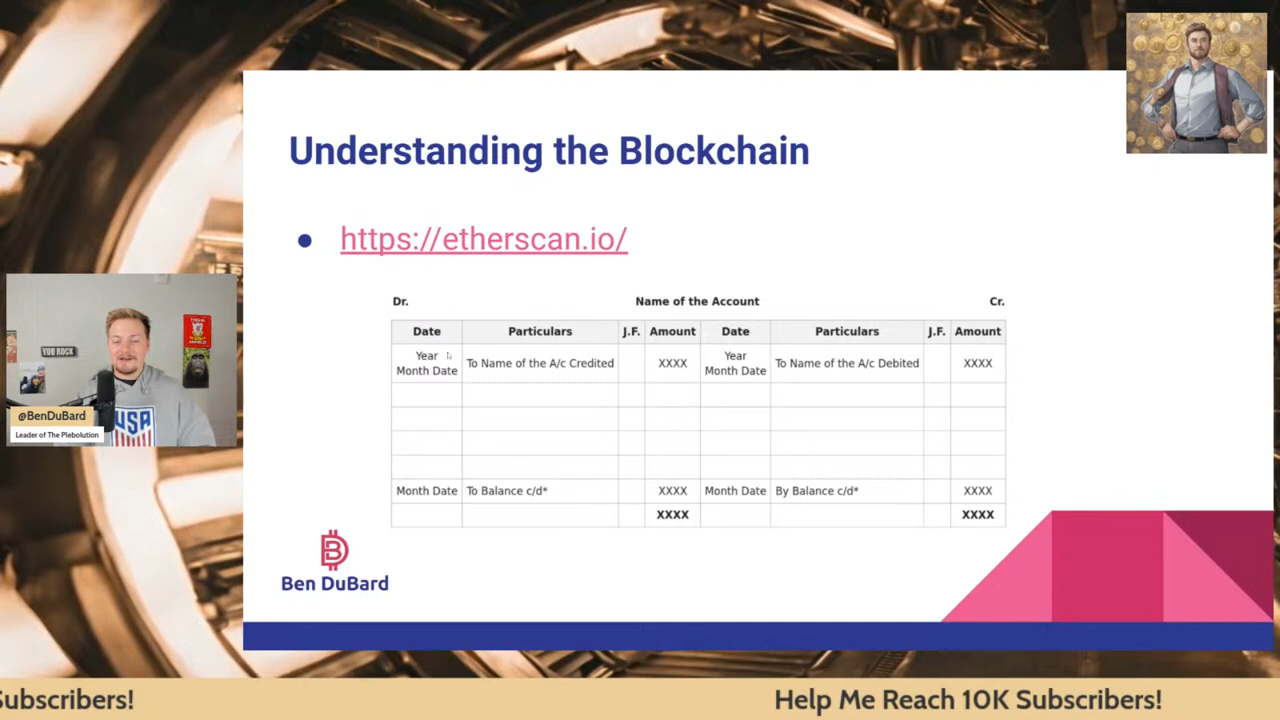 Understanding the Blockchain
https://etherscan.io/
Dr. Name of the Account Cr.
Date Particulars J.F. Amount Date Particulars J.F. Amount
Year Month Date To Name of the A/c Credited XXXX Year Month Date To Name of the A/c Debited XXXX
Month Date To Balance c/d* XXXX Month Date By Balance c/d* XXXX
XXXX XXXX
Ben DuBard
YOU ROCK
USA
@BenDuBard
Leader of The Plebolution
Subscribers! Help Me Reach 10K Subscribers!